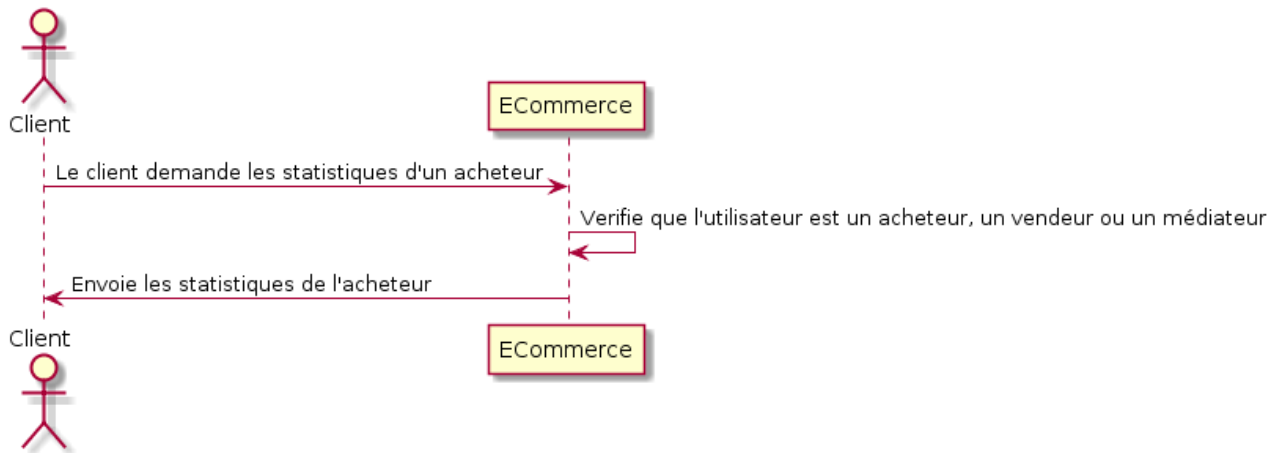 Client
ECommerce
Le client demande les statistiques d'un acheteur
Verifie que l'utilisateur est un acheteur, un vendeur ou un médiateur
Envoie les statistiques de l'acheteur
Client
ECommerce